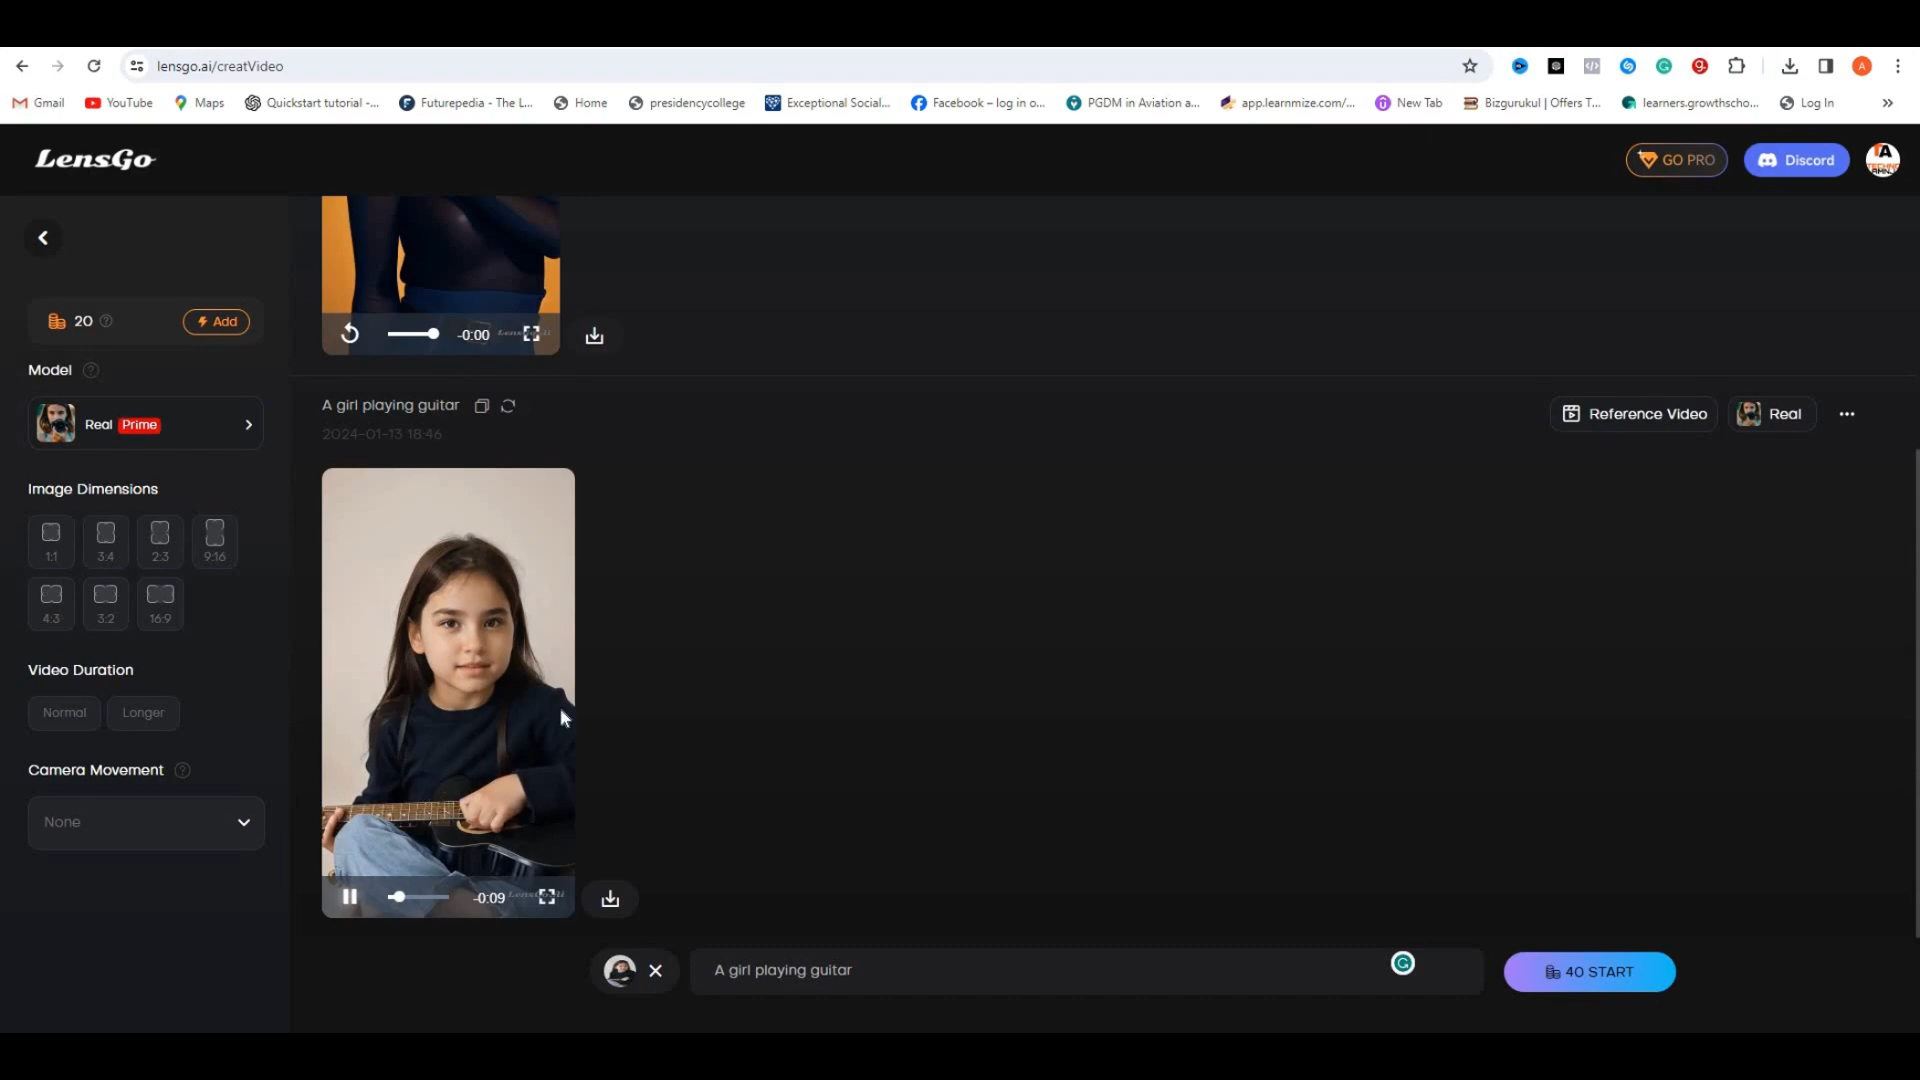 lensgo.ai/creatVideo
A
Gmail
YouTube
Maps
Quickstart tutorial -...
Futurepedia - The L...
Home
presidencycollege
Exceptional Social...
Facebook – log in o...
PGDM in Aviation a...
app.learnmize.com/...
New Tab
Bizgurukul | Offers T...
learners.growthscho...
Log In
LensGo
GO PRO
Discord
20
Add
Model
Real Prime
Image Dimensions
1:1
3:4
2:3
9:16
4:3
3:2
16:9
Video Duration
Normal
Longer
Camera Movement
None
-0:00
A girl playing guitar
2024-01-13 18:46
Reference Video
Real
-0:09
A girl playing guitar
40 START